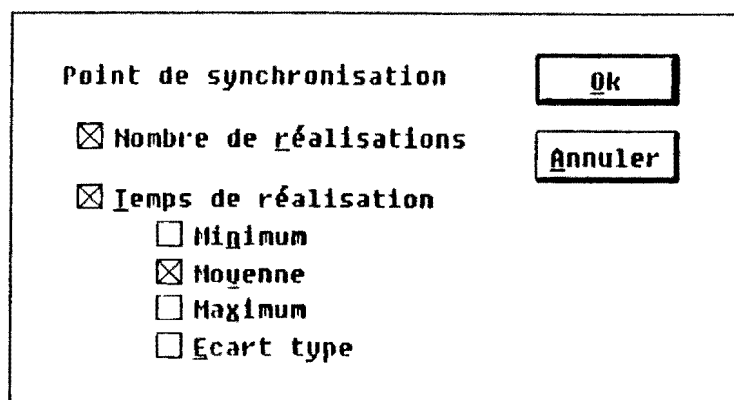 Point de synchronisation
Ok
Nombre de réalisations
Annuler
Temps de réalisation
Minimum
Moyenne
Maximum
Ecart type